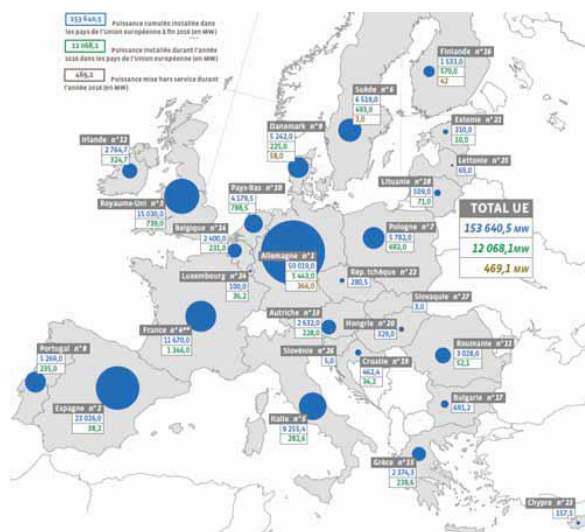 153 640,5
Puissance cumulée installée dans
les pays de l'Union européenne à fin 2016 (en MW)
12 068,1
Puissance installée durant l'année
2016 dans les pays de l'Union européenne (en MW)
469,1
Puissance mise hors service durant
l'année 2016 (en MW)
Finlande n°16
1 533,0
570,0
42
Suède n°6
6 519,0
493,0
3,0
Estonie n°21
310,0
10,0
Danemark n°9
5 242,0
225,0
58,0
Irlande n°12
2 764,7
324,7
Lettonie n°25
69,0
Lituanie n°18
509,0
71,0
Pays-Bas n°10
4 179,5
788,5
Royaume-Uni n°3
15 030,0
739,0
TOTAL UE
153 640,5 MW
12 068,1MW
469,1 MW
Belgique n°14
2 400,0
231,0
Pologne n°7
5 782,0
682,0
Allemagne n°1
50 019,0
5 443,0
366,0
Luxembourg n°24
100,0
36,2
Rép. tchèque n°22
280,5
Slovaquie n°27
3,0
Autriche n°13
2 632,0
228,0
Hongrie n°20
329,0
France n°4**
11 670,0
1 346,0
Slovénie n°26
5,0
Roumanie n°11
3 028,0
52,1
Portugal n°8
5 269,0
235,0
Croatie n°19
462,4
34,2
Bulgarie n°17
691,2
Espagne n°2
23 026,0
38,2
Italie n°5
9 255,4
282,6
Grèce n°15
2 374,3
238,6
Chypre n°23
157,5